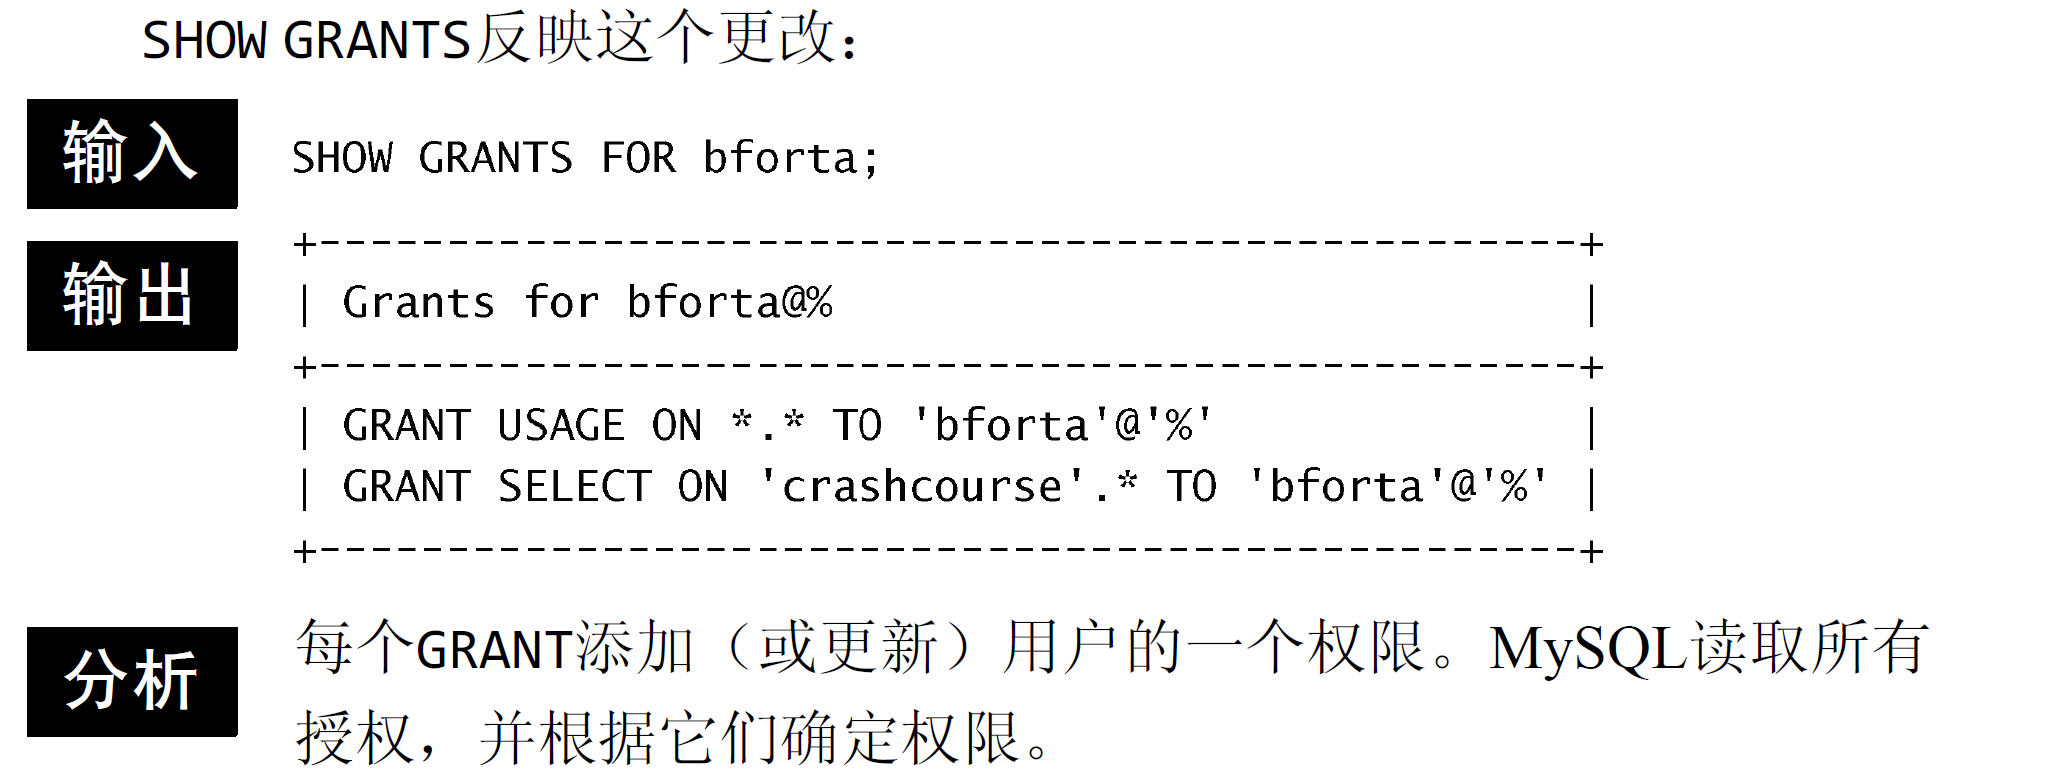 SHOW GRANTS反映这个更改：
输入
SHOW GRANTS FOR bforta;
输出
+-------------------------------------------------+
| Grants for bforta@% |
+-------------------------------------------------+
| GRANT USAGE ON *.* TO 'bforta'@'%' |
| GRANT SELECT ON 'crashcourse'.* TO 'bforta'@'%' |
+-------------------------------------------------+
分析
每个GRANT添加（或更新）用户的一个权限。MySQL读取所有
授权，并根据它们确定权限。